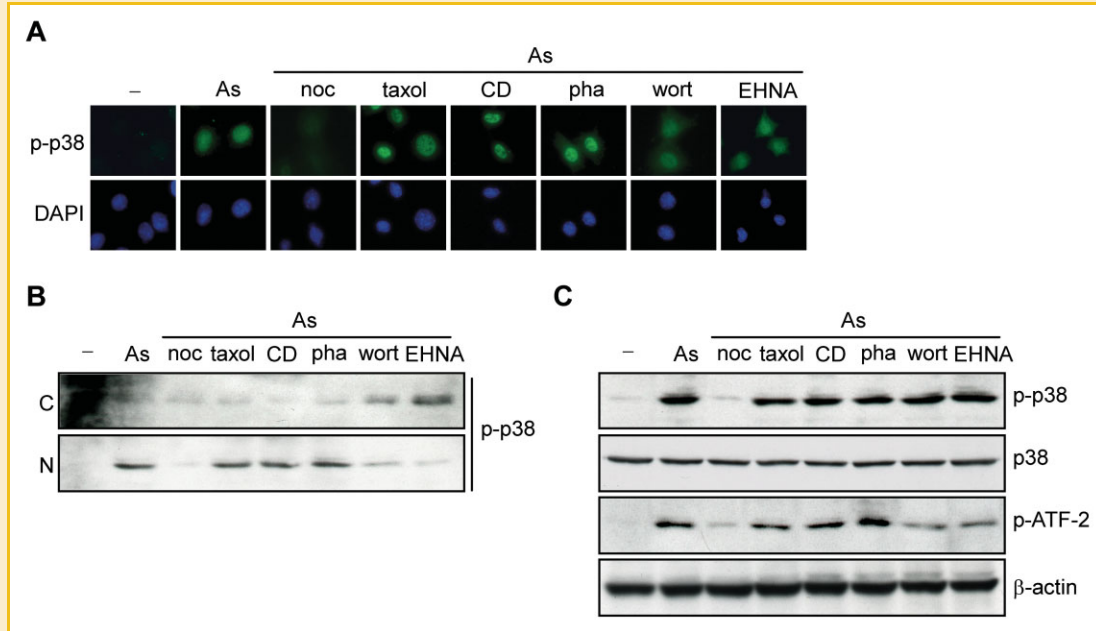 A
As
– As noc taxol CD pha wort EHNA
p-p38
DAPI
B
As
– As noc taxol CD pha wort EHNA
C
N
p-p38
C
As
– As noc taxol CD pha wort EHNA
p-p38
p38
p-ATF-2
β-actin